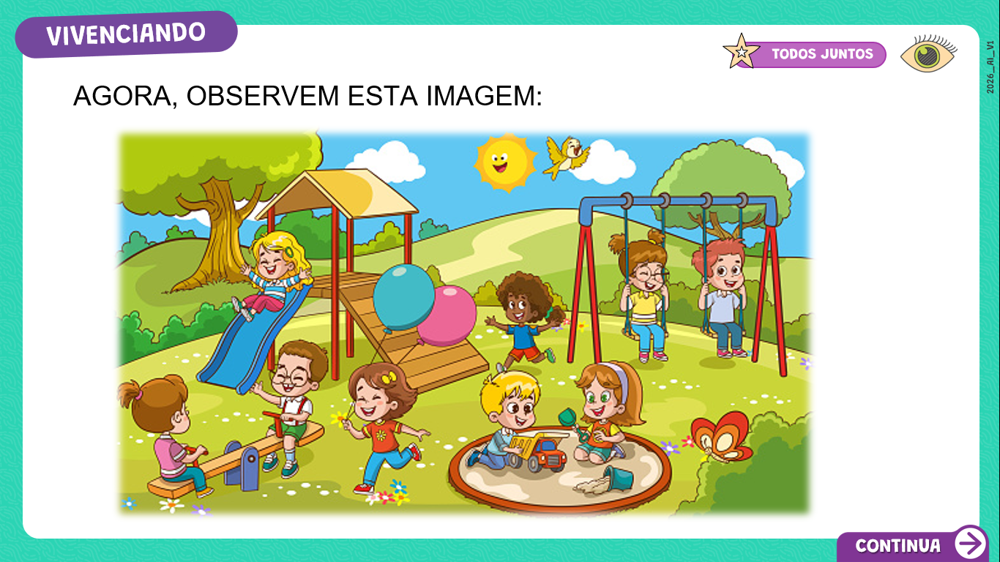 VIVENCIANDO
TODOS JUNTOS
2026_AI_V1
AGORA, OBSERVEM ESTA IMAGEM:
CONTINUA